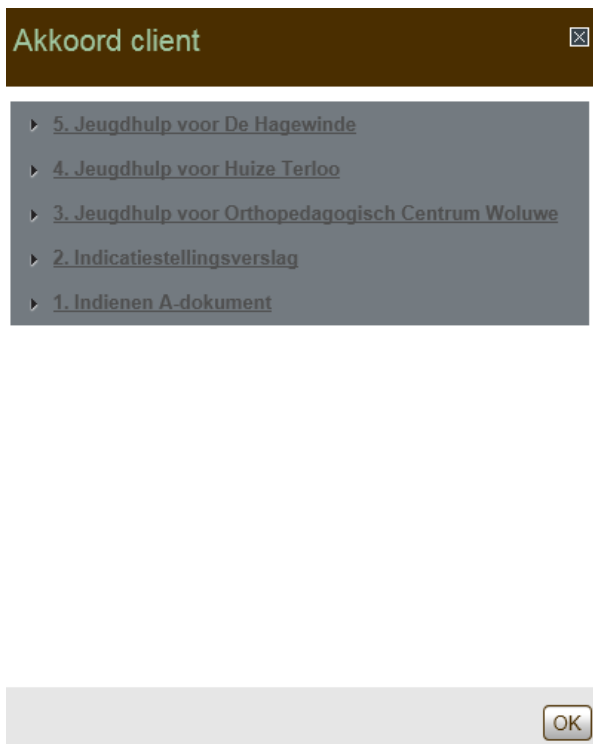 Akkoord client
5. Jeugdhulp voor De Hagewinde
4. Jeugdhulp voor Huize Terloo
3. Jeugdhulp voor Orthopedagogisch Centrum Woluwe
2. Indicatiestellingsverslag
1. Indienen A-dokument
OK